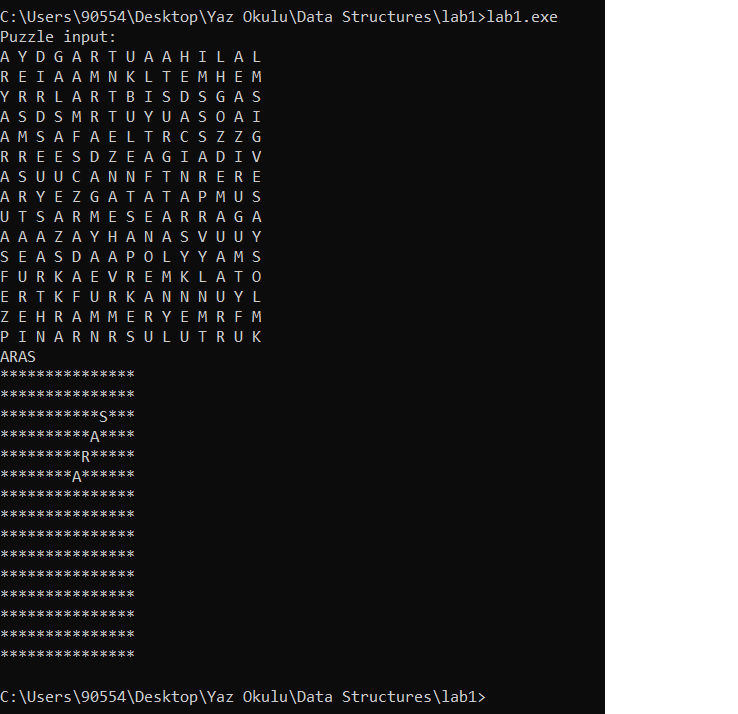 C:\Users\90554\Desktop\Yaz Okulu\Data Structures\lab1>lab1.exe
Puzzle input:
A Y D G A R T U A A H I L A L
R E I A A M N K L T E M H E M
Y R R L A R T B I S D S G A S
A S D S M R T U Y U A S O A I
A M S A F A E L T R C S Z Z G
R R E E S D Z E A G I A D I V
A S U U C A N N F T N R E R E
A R Y E Z G A T A T A P M U S
U T S A R M E S E A R R A G A
A A A Z A Y H A N A S V U U Y
S E A S D A A P O L Y Y A M S
F U R K A E V R E M K L A T O
E R T K F U R K A N N N U Y L
Z E H R A M M E R Y E M R F M
P I N A R N R S U L U T R U K
ARAS
***************
***************
***********S***
**********A****
*********R*****
********A******
***************
***************
***************
***************
***************
***************
***************
***************
***************
C:\Users\90554\Desktop\Yaz Okulu\Data Structures\lab1>